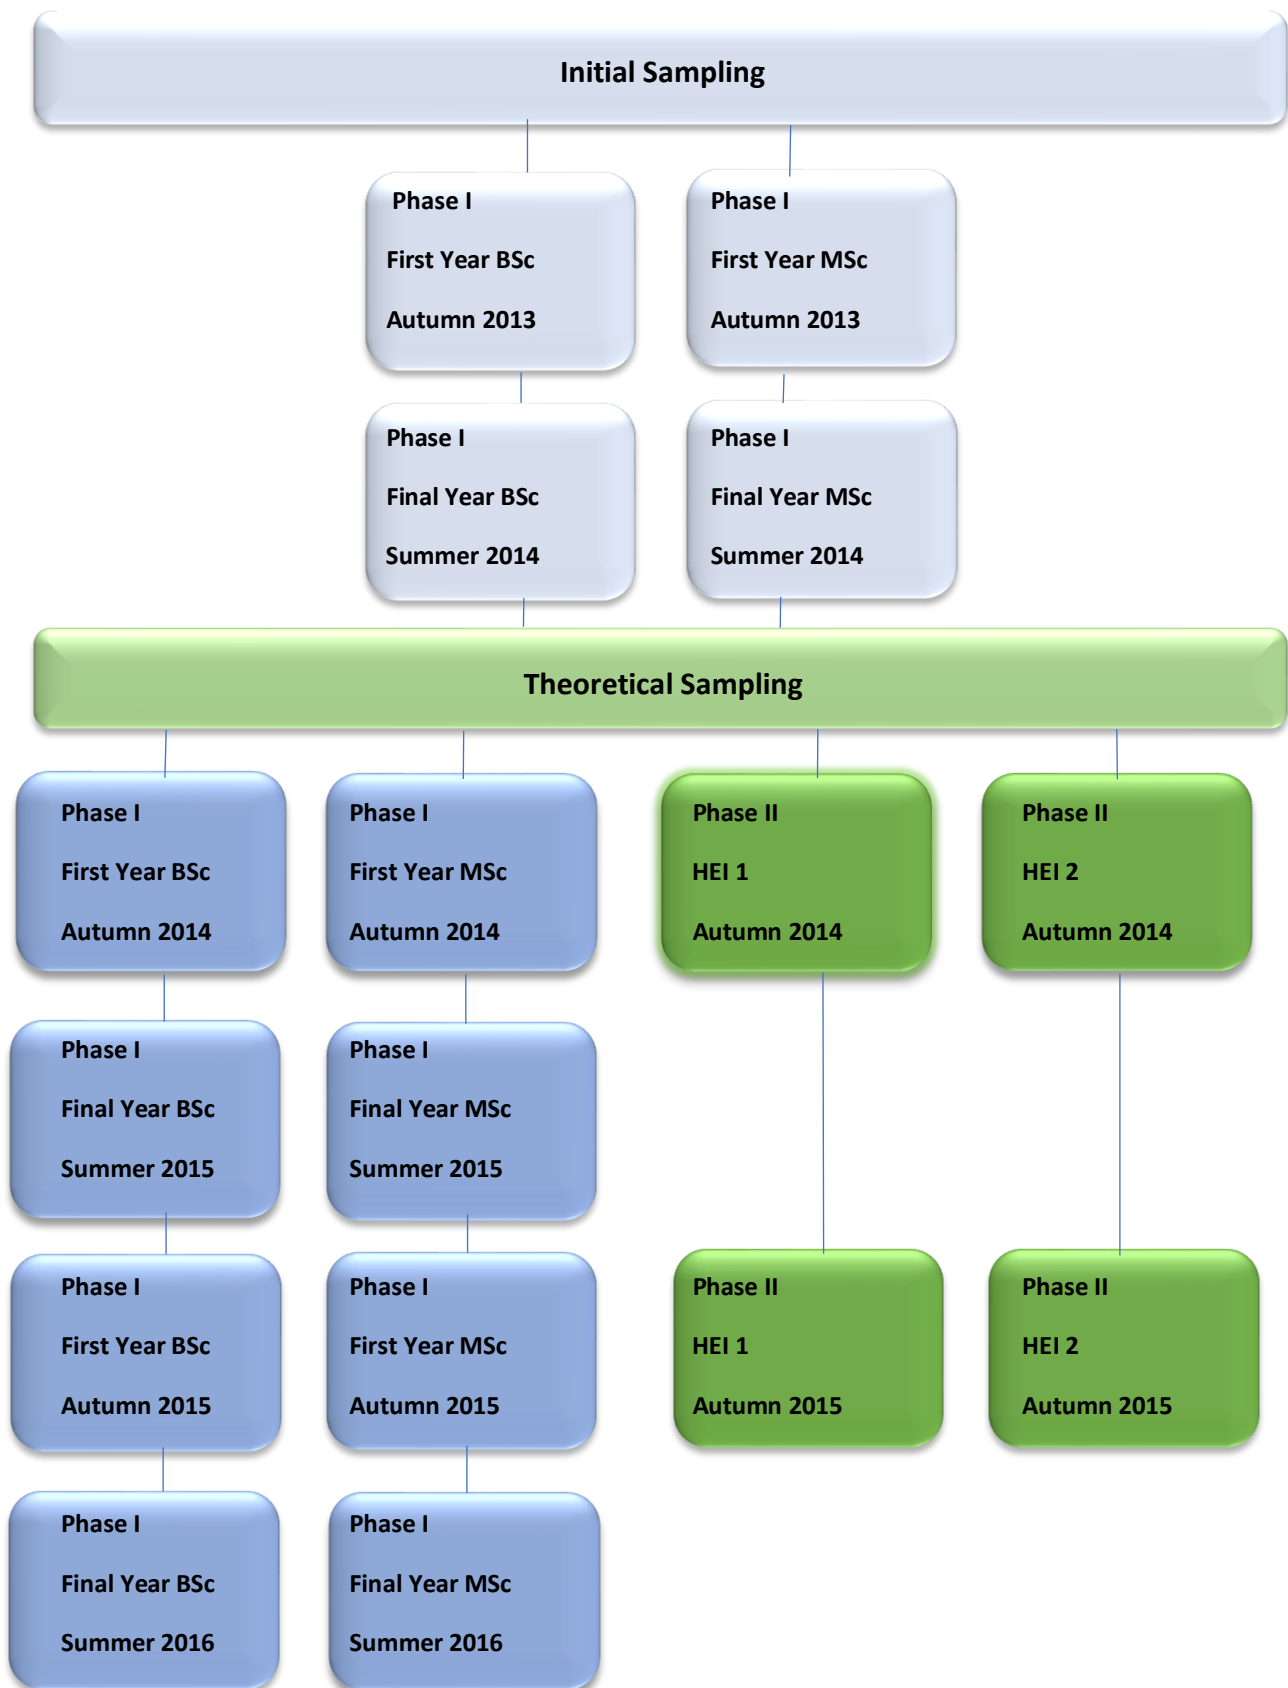 Initial Sampling
Phase I
First Year BSc
Autumn 2013
Phase I
First Year MSc
Autumn 2013
Phase I
Final Year BSc
Summer 2014
Phase I
Final Year MSc
Summer 2014
Theoretical Sampling
Phase I
First Year BSc
Autumn 2014
Phase I
First Year MSc
Autumn 2014
Phase II
HEI 1
Autumn 2014
Phase II
HEI 2
Autumn 2014
Phase I
Final Year BSc
Summer 2015
Phase I
Final Year MSc
Summer 2015
Phase I
First Year BSc
Autumn 2015
Phase I
First Year MSc
Autumn 2015
Phase II
HEI 1
Autumn 2015
Phase II
HEI 2
Autumn 2015
Phase I
Final Year BSc
Summer 2016
Phase I
Final Year MSc
Summer 2016